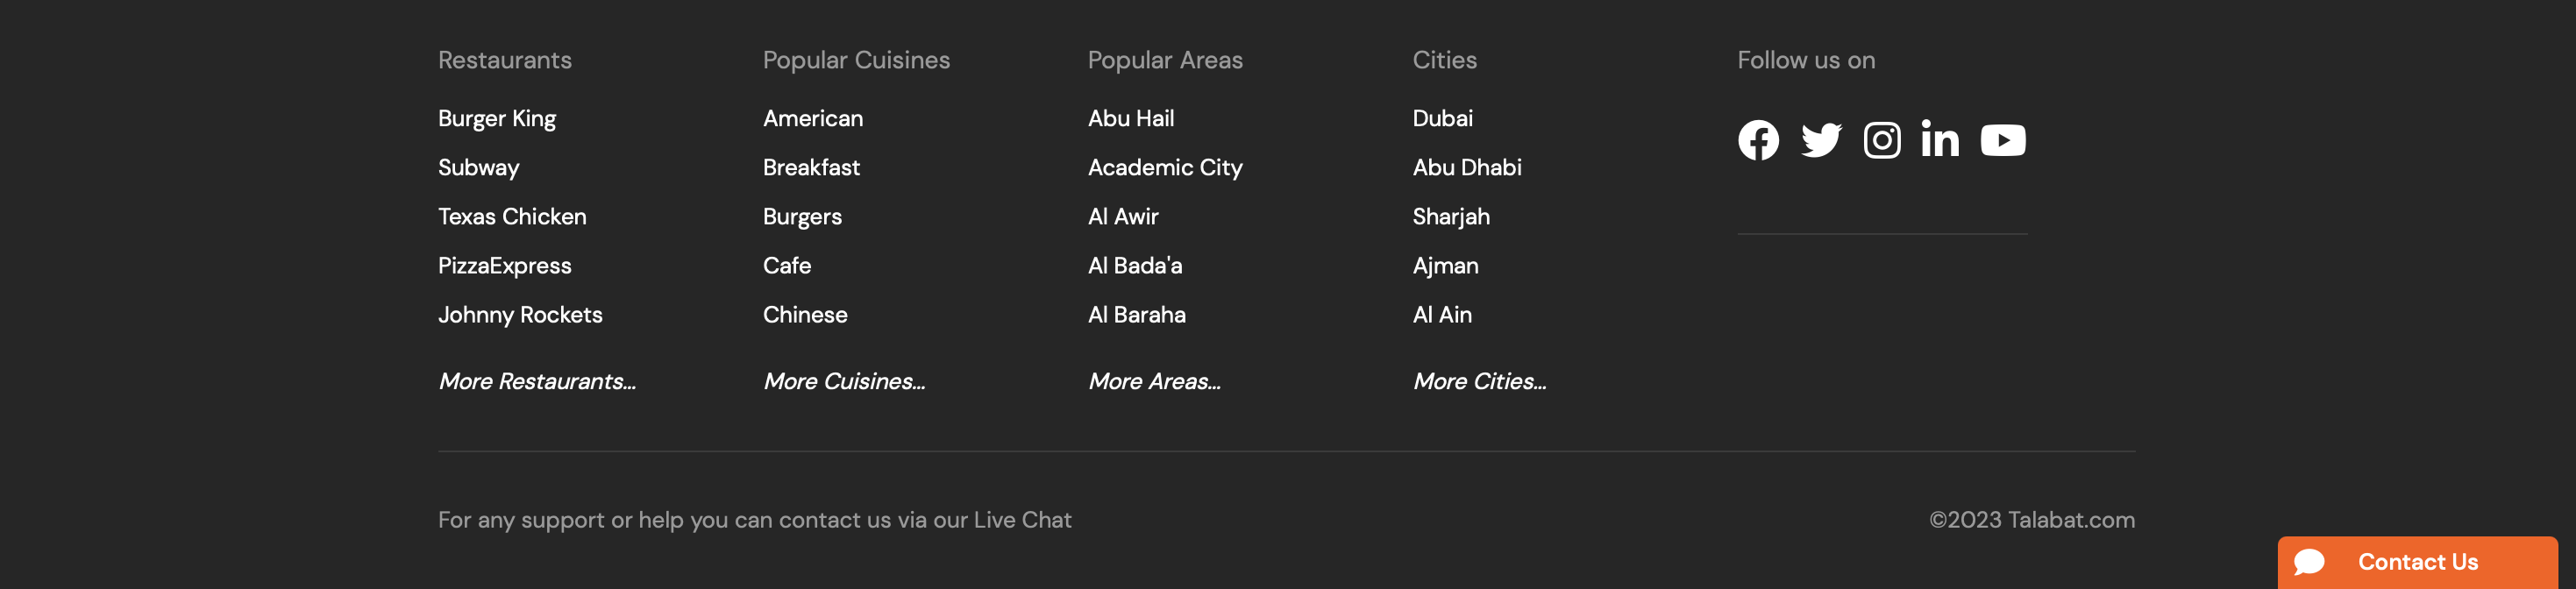 Restaurants
Burger King
Subway
Texas Chicken
PizzaExpress
Johnny Rockets
More Restaurants...
Popular Cuisines
American
Breakfast
Burgers
Cafe
Chinese
More Cuisines...
Popular Areas
Abu Hail
Academic City
Al Awir
Al Bada'a
Al Baraha
More Areas...
Cities
Dubai
Abu Dhabi
Sharjah
Ajman
Al Ain
More Cities...
Follow us on
For any support or help you can contact us via our Live Chat
©2023 Talabat.com
Contact Us